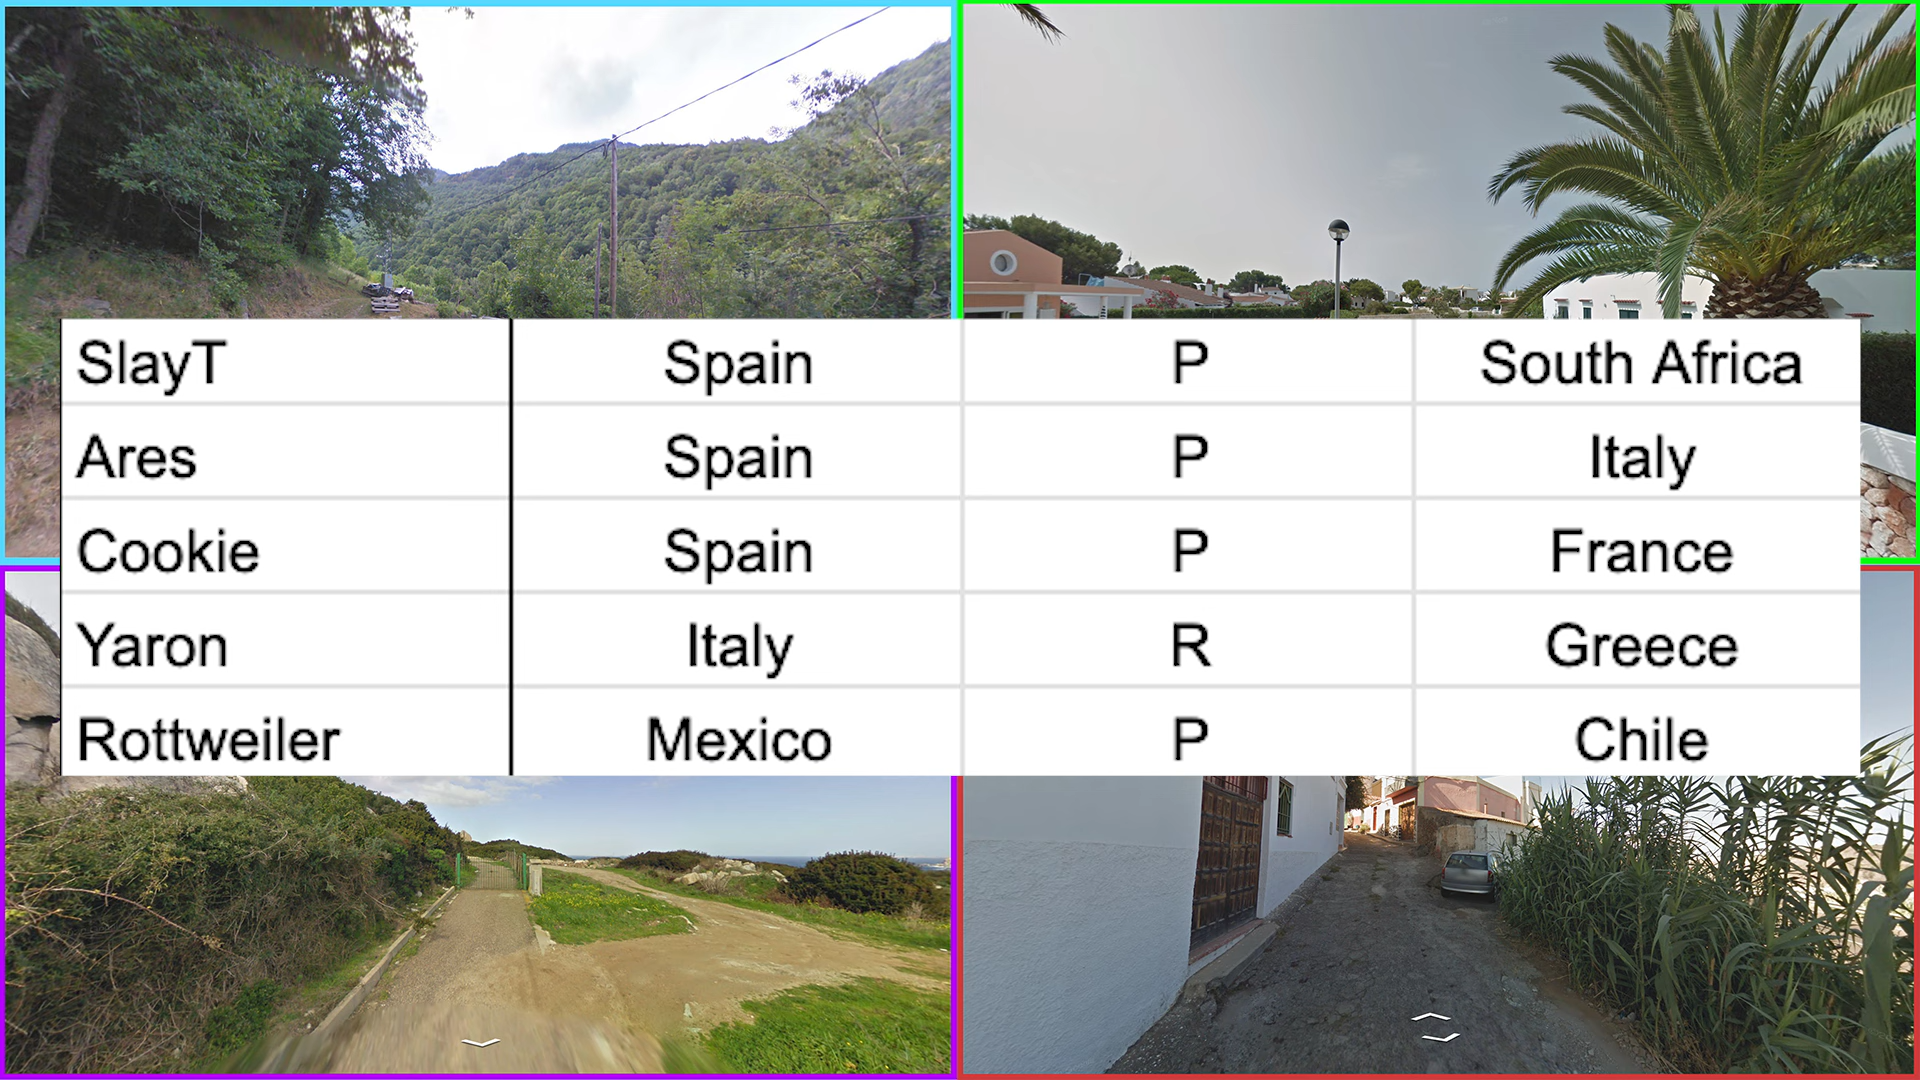 SlayT Spain P South Africa
Ares Spain P Italy
Cookie Spain P France
Yaron Italy R Greece
Rottweiler Mexico P Chile